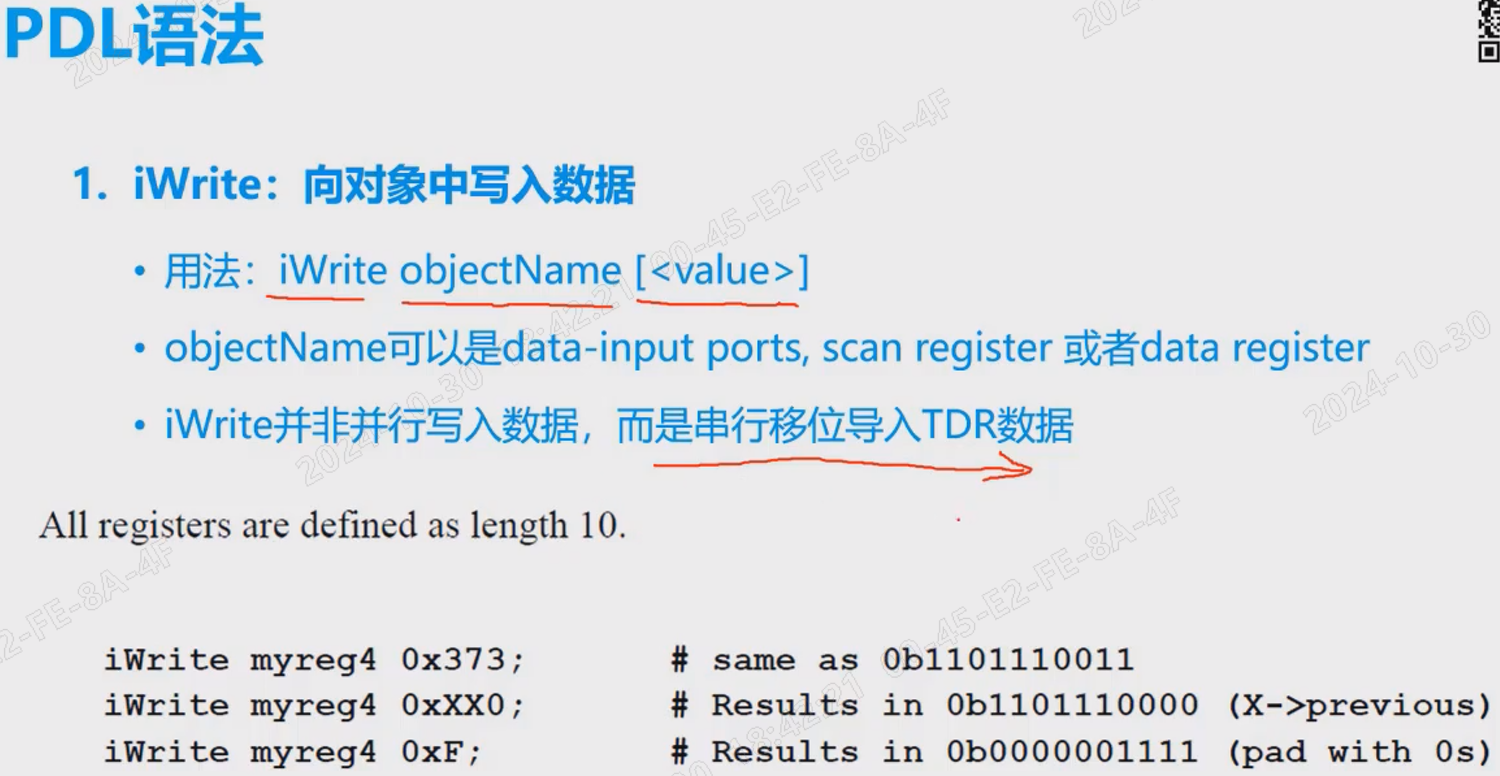 PDL语法
1. iWrite：向对象中写入数据
• 用法：iWrite objectName [<value>]
• objectName可以是data-input ports, scan register 或者data register
• iWrite并非并行写入数据，而是串行移位导入TDR数据
All registers are defined as length 10.
iWrite myreg4 0x373; # same as 0b1101110011
iWrite myreg4 0xXX0; # Results in 0b1101110000 (X->previous)
iWrite myreg4 0xF; # Results in 0b0000001111 (pad with 0s)